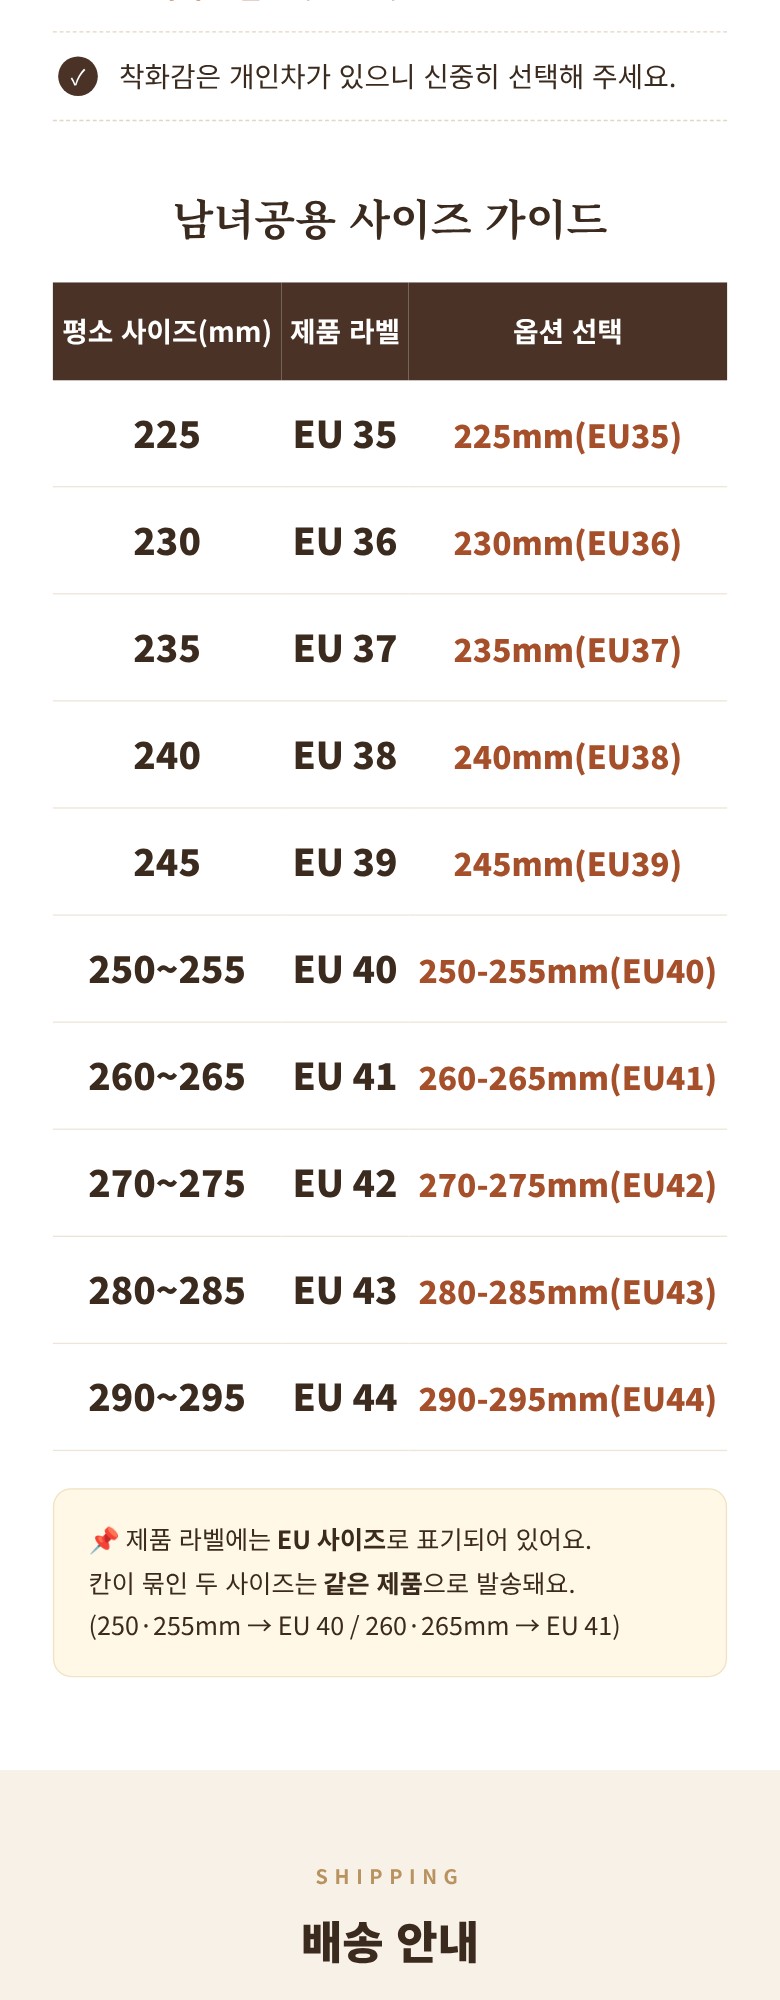 ✓ 착화감은 개인차가 있으니 신중히 선택해 주세요.
남녀공용 사이즈 가이드
평소 사이즈(mm) 제품 라벨 옵션 선택
225 EU 35 225mm(EU35)
230 EU 36 230mm(EU36)
235 EU 37 235mm(EU37)
240 EU 38 240mm(EU38)
245 EU 39 245mm(EU39)
250~255 EU 40 250-255mm(EU40)
260~265 EU 41 260-265mm(EU41)
270~275 EU 42 270-275mm(EU42)
280~285 EU 43 280-285mm(EU43)
290~295 EU 44 290-295mm(EU44)
📌 제품 라벨에는 EU 사이즈로 표기되어 있어요.
칸이 묶인 두 사이즈는 같은 제품으로 발송돼요.
(250·255mm → EU 40 / 260·265mm → EU 41)
SHIPPING
배송 안내